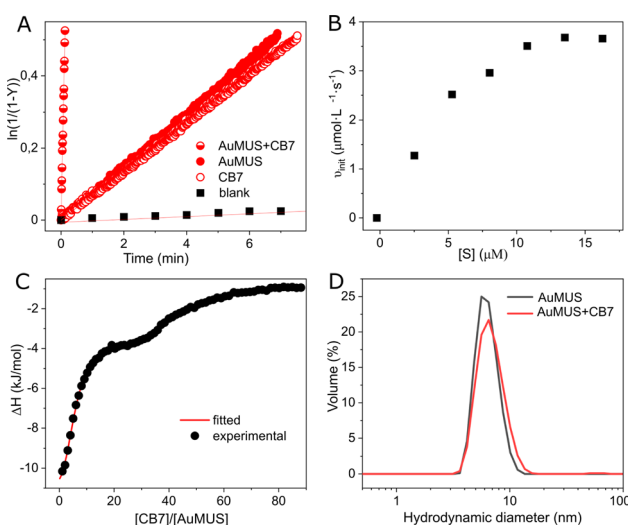 A
ln(1/(1-Y))
0,4
0,2
0
AuMUS+CB7
AuMUS
CB7
blank
0 2 4 6
Time (min)
B
υinit (μmol·L⁻¹·s⁻¹)
4
3
2
1
0
0 5 10 15
[S] (μM)
C
ΔH (kJ/mol)
-2
-4
-6
-8
-10
fitted
experimental
0 20 40 60 80
[CB7]/[AuMUS]
D
Volume (%)
25
20
15
10
5
0
AuMUS
AuMUS+CB7
1 10 100
Hydrodynamic diameter (nm)